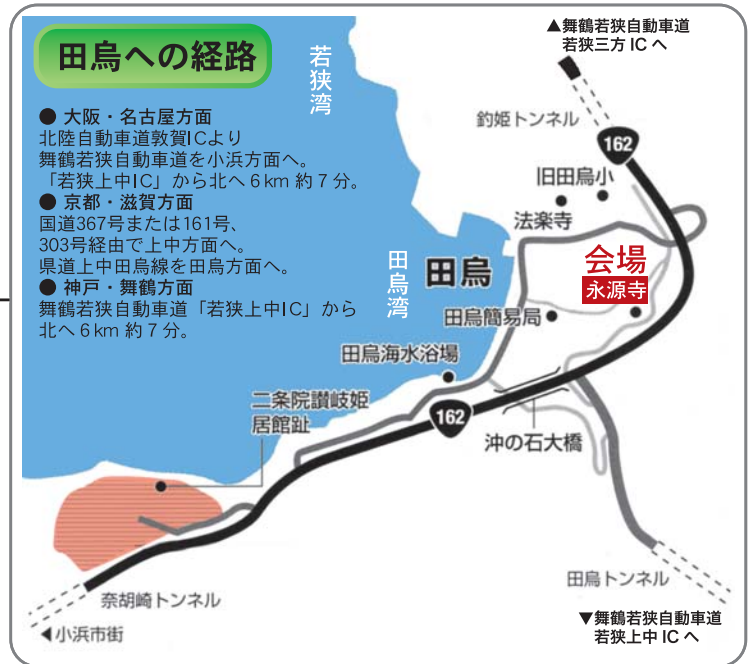 田烏への経路
● 大阪・名古屋方面
北陸自動車道敦賀ICより
舞鶴若狭自動車道を小浜方面へ。
「若狭上中IC」から北へ6km 約7分。
● 京都・滋賀方面
国道367号または161号、
303号経由で上中方面へ。
県道上中田烏線を田烏方面へ。
● 神戸・舞鶴方面
舞鶴若狭自動車道「若狭上中IC」から
北へ6km 約7分。
若狭湾
▲舞鶴若狭自動車道
若狭三方 IC へ
釣姫トンネル
162
旧田烏小
法楽寺
田烏湾
田烏
会場
永源寺
田烏簡易局
田烏海水浴場
162
二条院讃岐姫
居館趾
沖の石大橋
田烏トンネル
奈胡崎トンネル
◀小浜市街
▼舞鶴若狭自動車道
若狭上中 IC へ